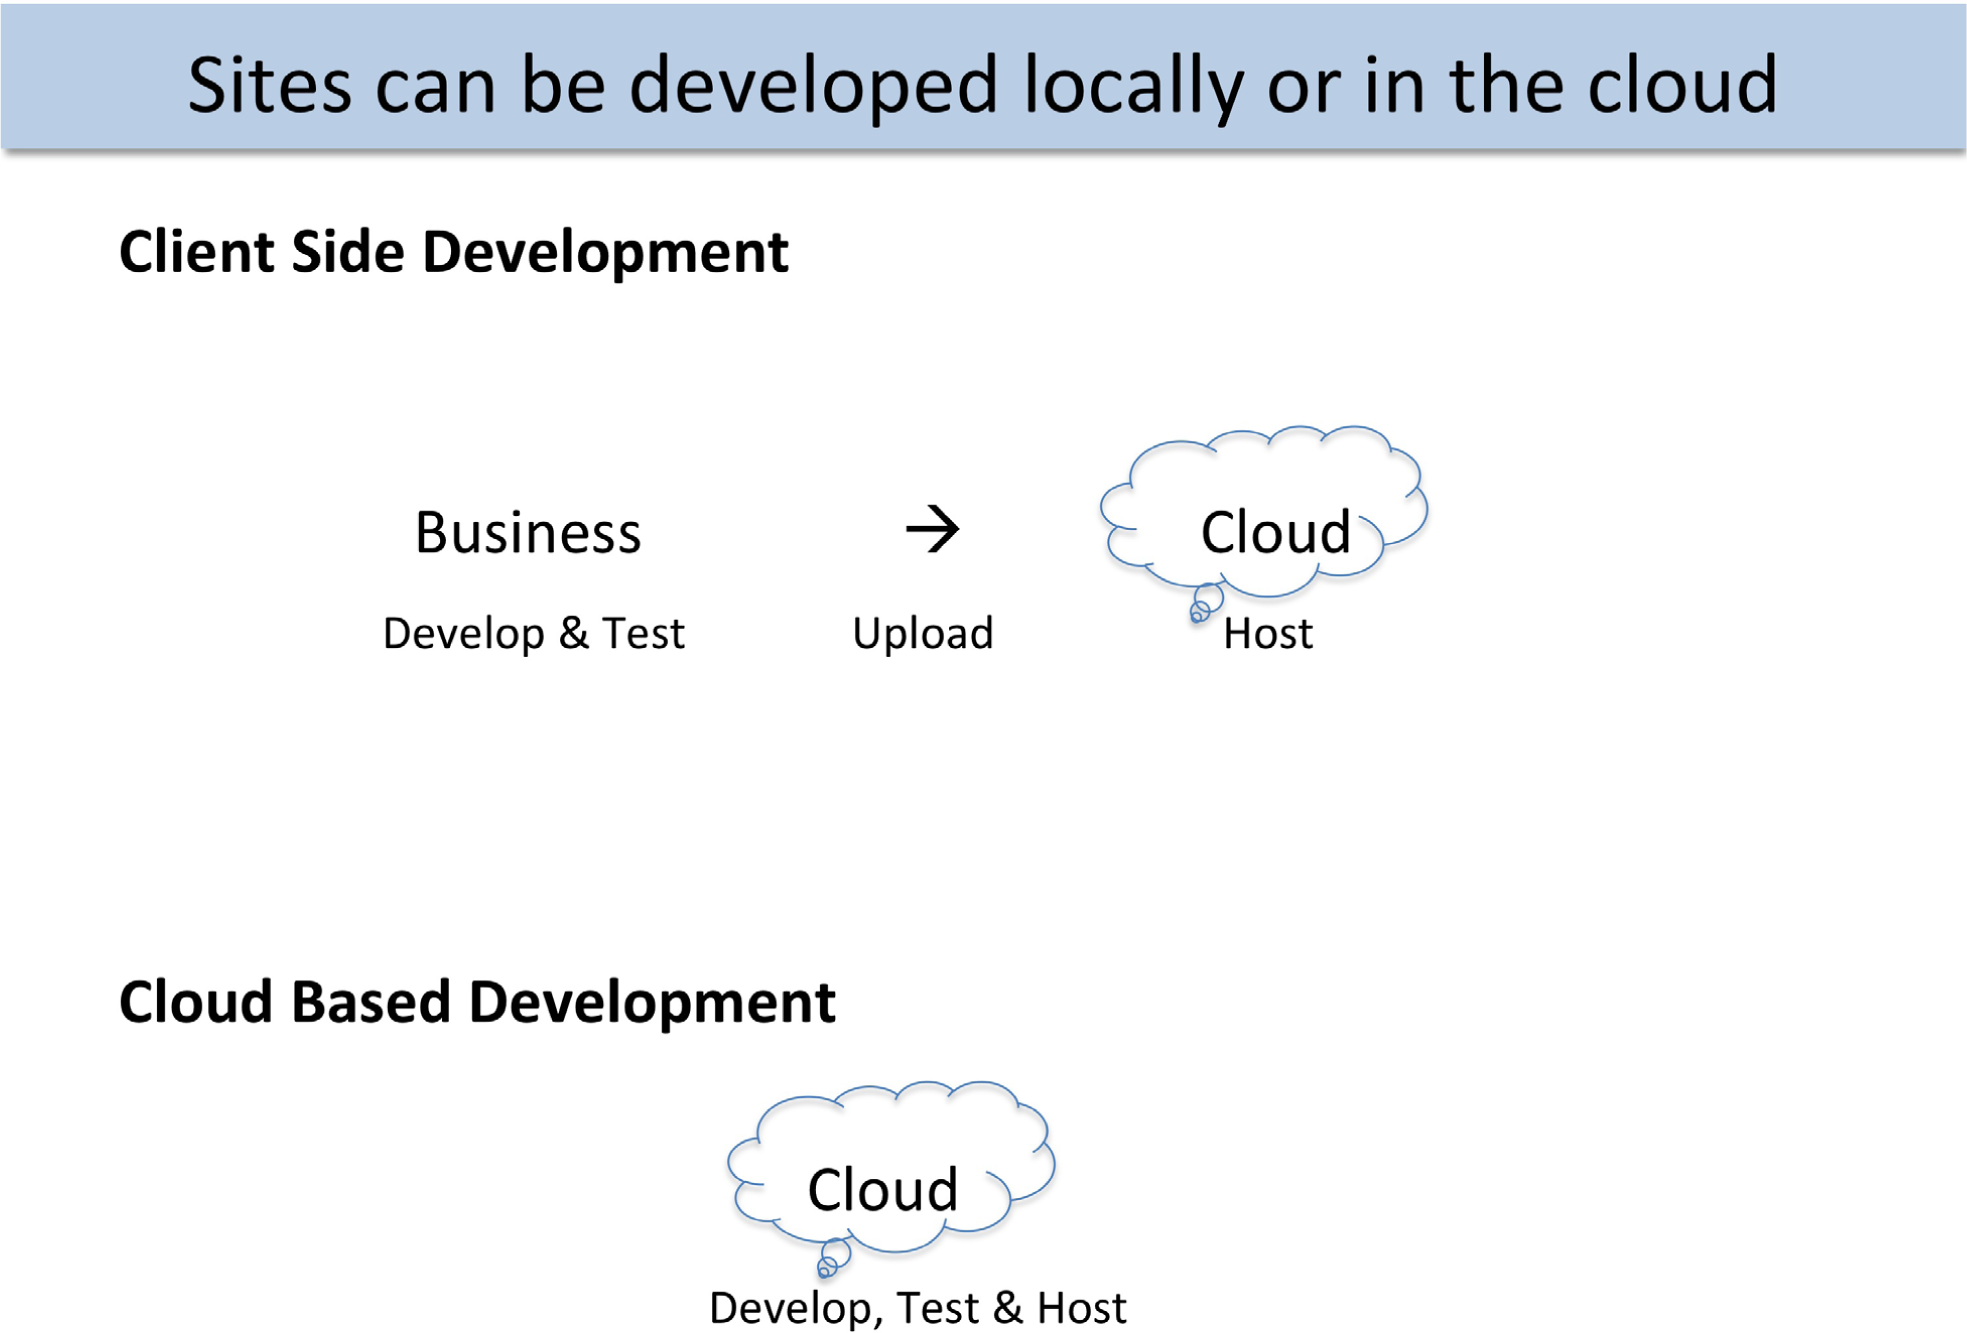 Sites can be developed locally or in the cloud
Client Side Development
Business → Cloud
Develop & Test Upload Host
Cloud Based Development
Cloud
Develop, Test & Host